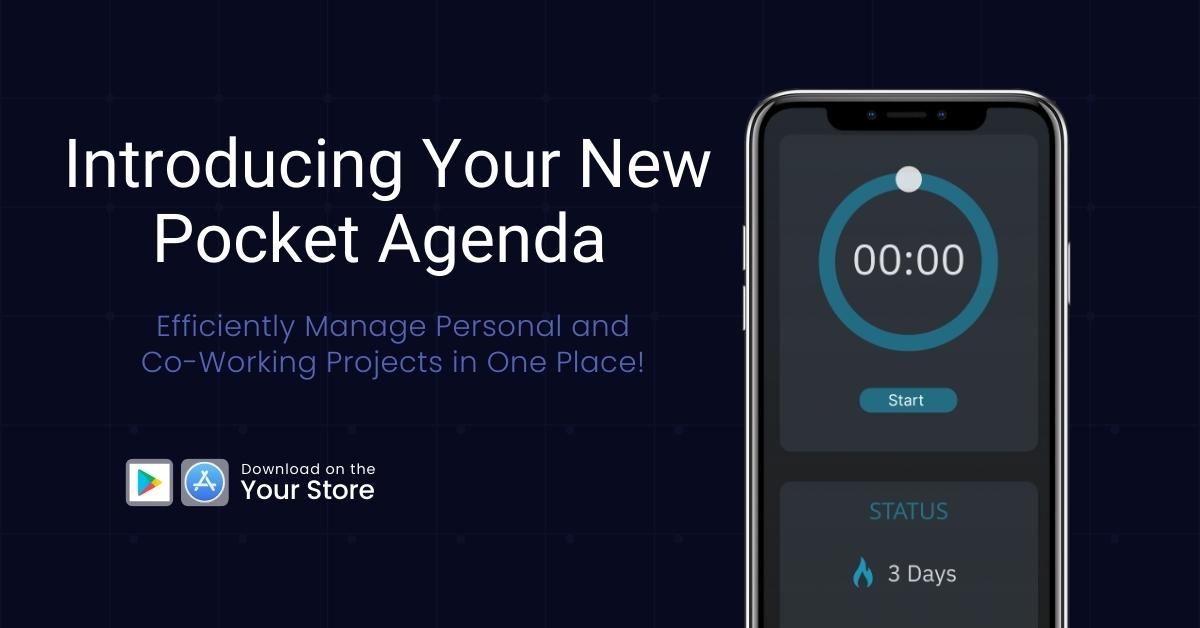 Introducing Your New
Pocket Agenda
Efficiently Manage Personal and
Co-Working Projects in One Place!
Download on the
Your Store
00:00
Start
STATUS
3 Days